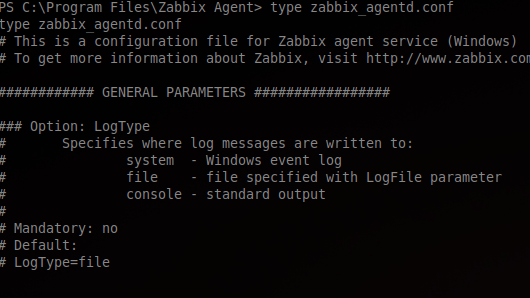 PS C:\Program Files\Zabbix Agent> type zabbix_agentd.conf
type zabbix_agentd.conf
# This is a configuration file for Zabbix agent service (Windows)
# To get more information about Zabbix, visit http://www.zabbix.com
############ GENERAL PARAMETERS #################
### Option: LogType
#       Specifies where log messages are written to:
#               system  - Windows event log
#               file    - file specified with LogFile parameter
#               console - standard output
#
# Mandatory: no
# Default:
# LogType=file